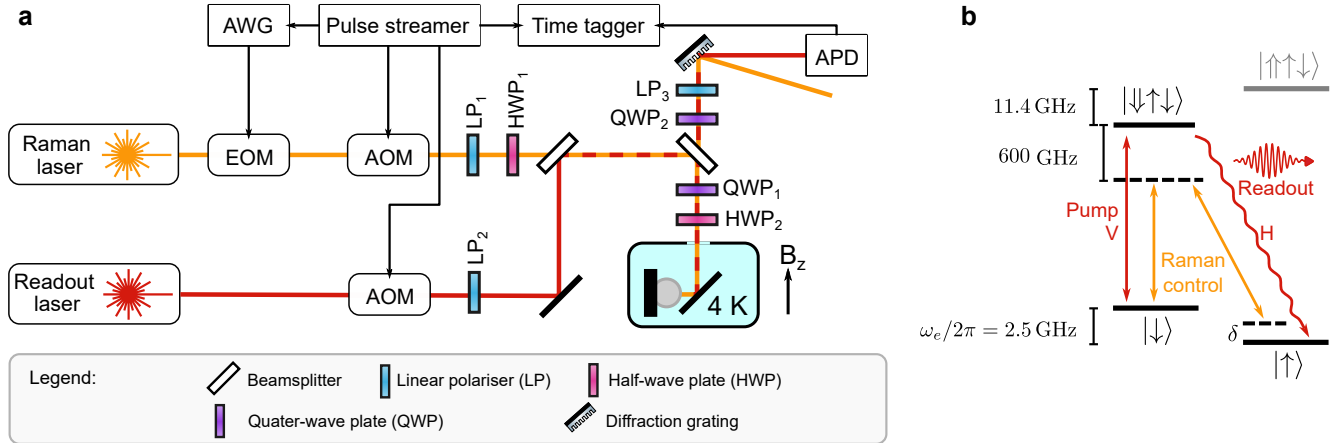 a
AWG
Pulse streamer
Time tagger
APD
LP₃
QWP₂
LP₁
HWP₁
Raman
laser
EOM
AOM
QWP₁
HWP₂
LP₂
Readout
laser
AOM
4 K
B_z
Legend:
Beamsplitter
Linear polariser (LP)
Half-wave plate (HWP)
Quater-wave plate (QWP)
Diffraction grating
b
|⇑↑↓⟩
|⇓↑↓⟩
11.4 GHz
600 GHz
Readout
Pump
V
H
Raman
control
ω_e/2π = 2.5 GHz
|↓⟩
δ
|↑⟩